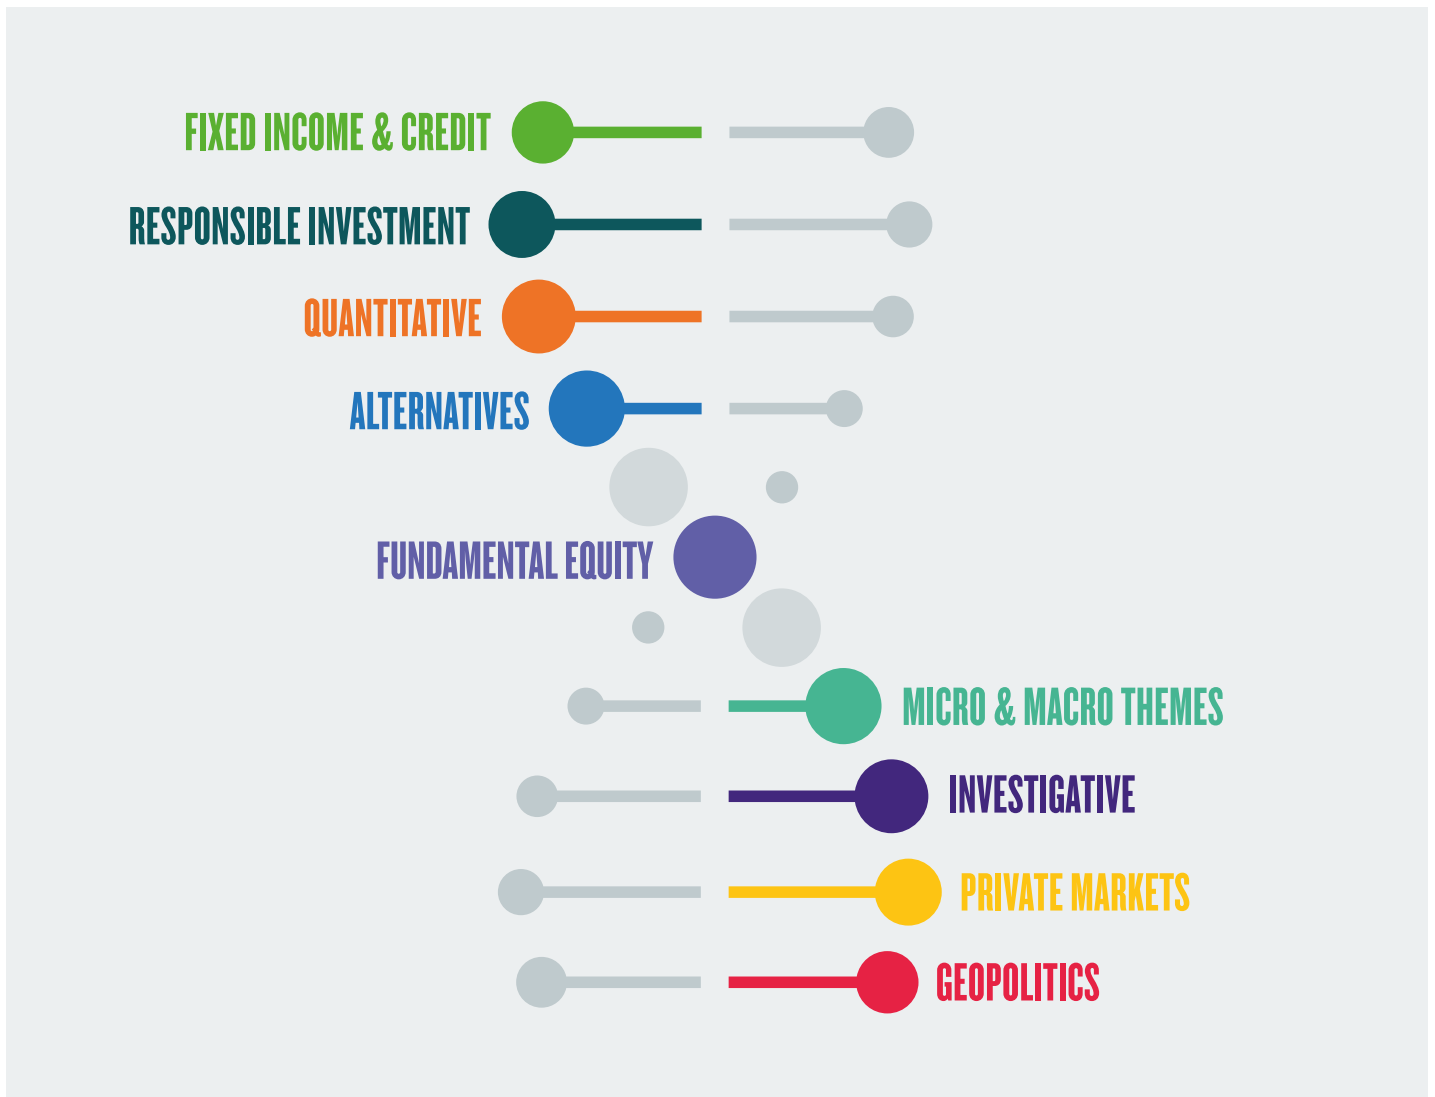 FIXED INCOME & CREDIT
RESPONSIBLE INVESTMENT
QUANTITATIVE
ALTERNATIVES
FUNDAMENTAL EQUITY
MICRO & MACRO THEMES
INVESTIGATIVE
PRIVATE MARKETS
GEOPOLITICS